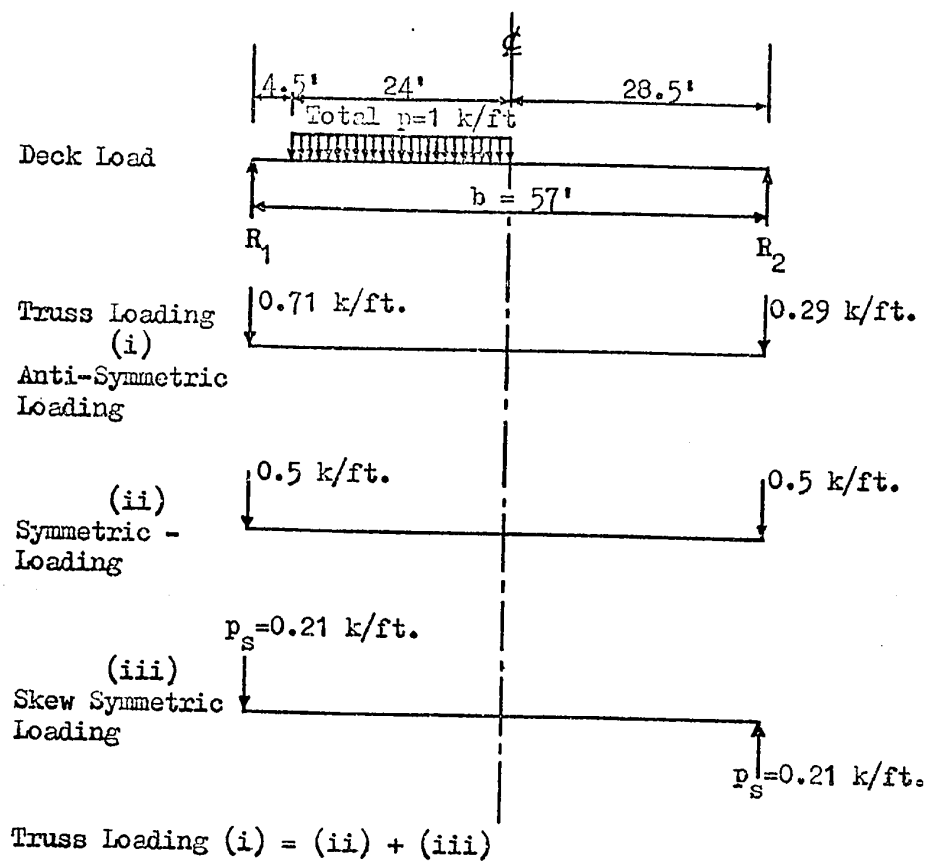 ℄
4.5' 24' 28.5'
Total p=1 k/ft
Deck Load
b = 57'
R1 R2
Truss Loading
(i)
Anti-Symmetric
Loading
0.71 k/ft. 0.29 k/ft.
(ii)
Symmetric -
Loading
0.5 k/ft. 0.5 k/ft.
ps=0.21 k/ft.
(iii)
Skew Symmetric
Loading
ps=0.21 k/ft.
Truss Loading (i) = (ii) + (iii)